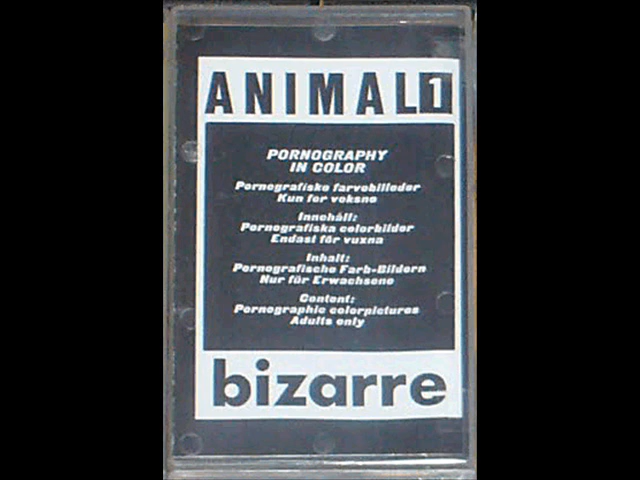 ANIMAL 1
PORNOGRAPHY
IN COLOR
Pornografiske farvebilleder
Kun for voksne
Innehåll:
Pornografiska colorbilder
Endast för vuxna
Inhalt:
Pornografische Farb-Bildern
Nur für Erwachsene
Content:
Pornographic colorpictures
Adults only
bizarre